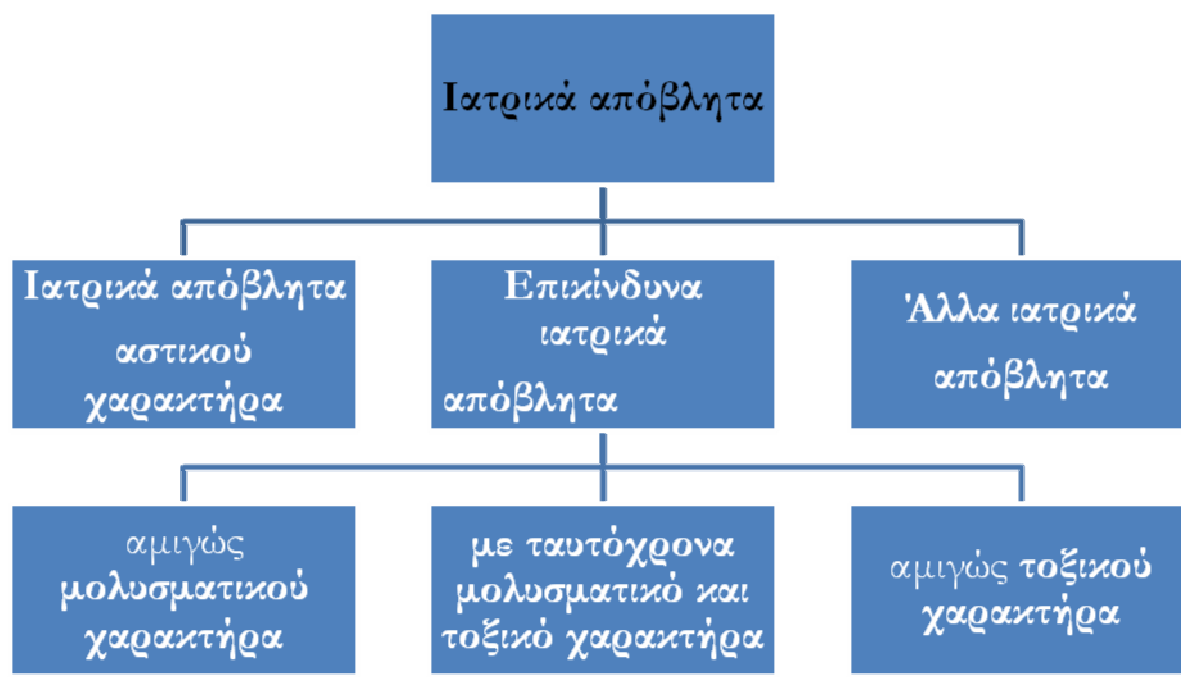 Ιατρικά απόβλητα
Ιατρικά απόβλητα
αστικού
χαρακτήρα
Επικίνδυνα
ιατρικά
απόβλητα
Άλλα ιατρικά
απόβλητα
αμιγώς
μολυσματικού
χαρακτήρα
με ταυτόχρονα
μολυσματικό και
τοξικό χαρακτήρα
αμιγώς τοξικού
χαρακτήρα